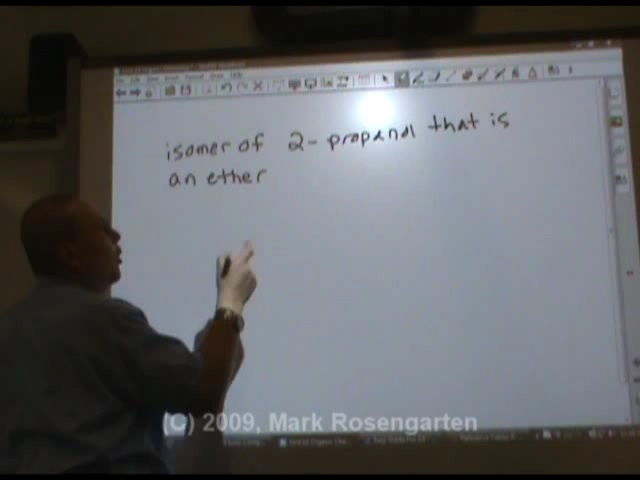 isomer of 2-propanol that is
an ether
(C) 2009, Mark Rosengarten